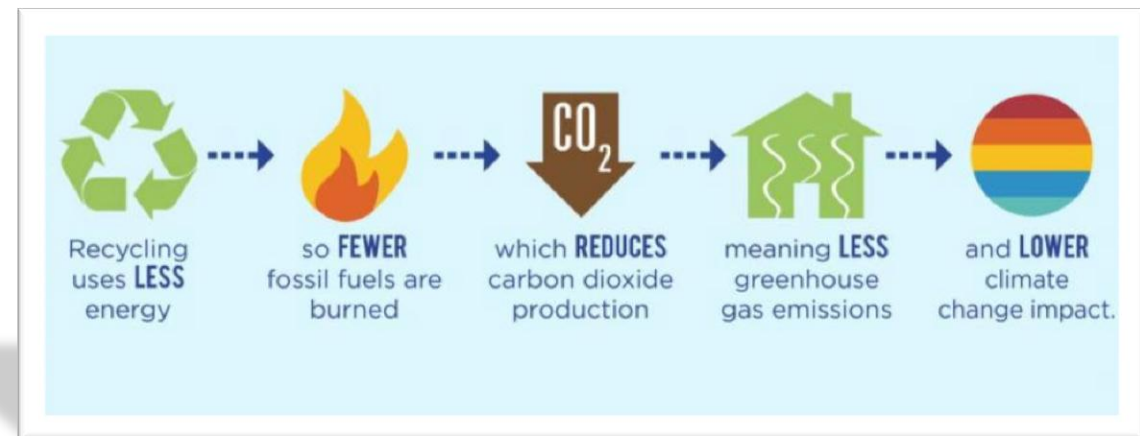 CO2
Recycling
uses LESS
energy
so FEWER
fossil fuels are
burned
which REDUCES
carbon dioxide
production
meaning LESS
greenhouse
gas emissions
and LOWER
climate
change impact.